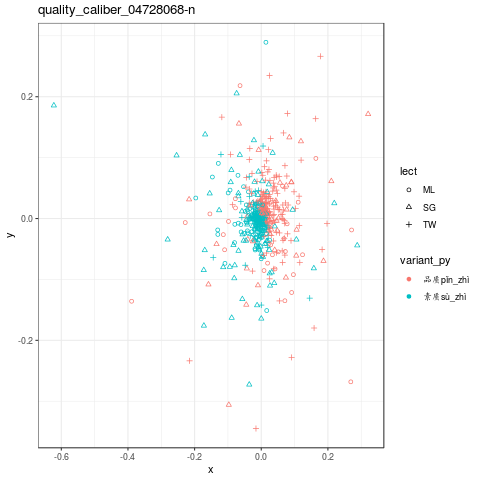 quality_caliber_04728068-n
0.2
0.0
-0.2
y
-0.6
-0.4
-0.2
0.0
0.2
x
lect
ML
SG
TW
variant_py
品质pǐn_zhì
素质sù_zhì